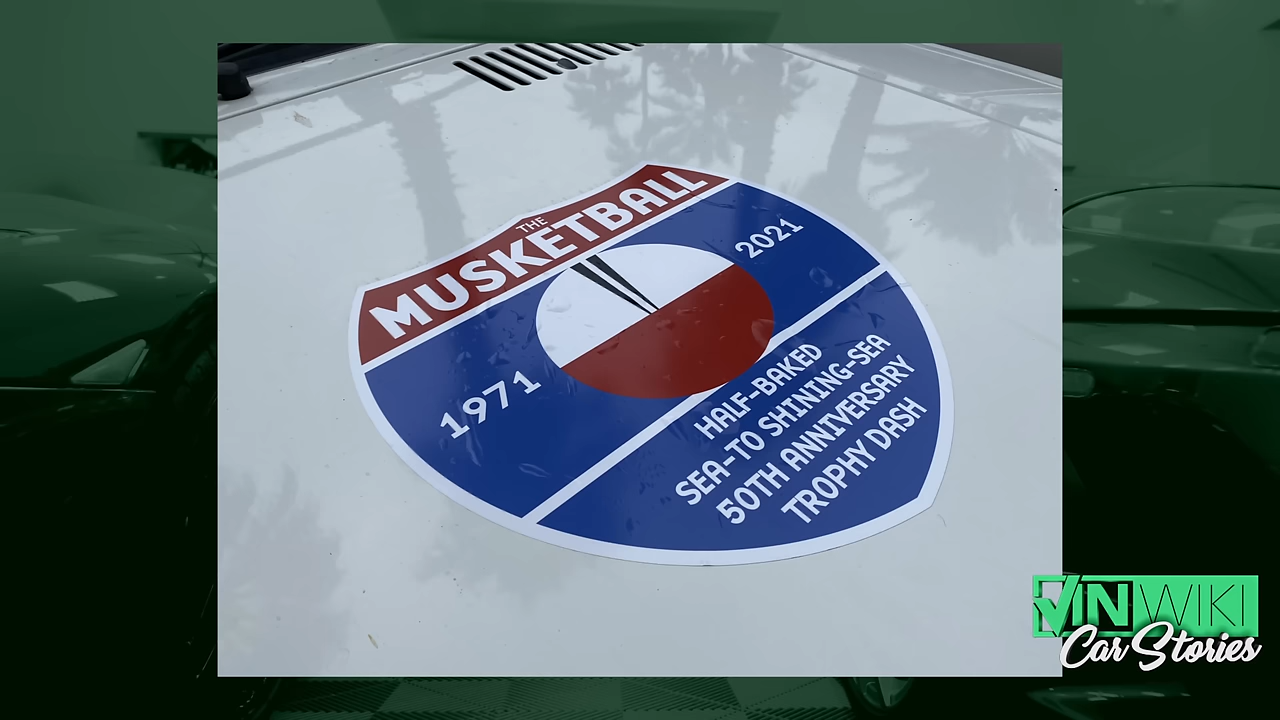 THE
MUSKETBALL
1971
2021
HALF-BAKED
SEA-TO SHINING-SEA
50TH ANNIVERSARY
TROPHY DASH
VINWIKI
Car Stories